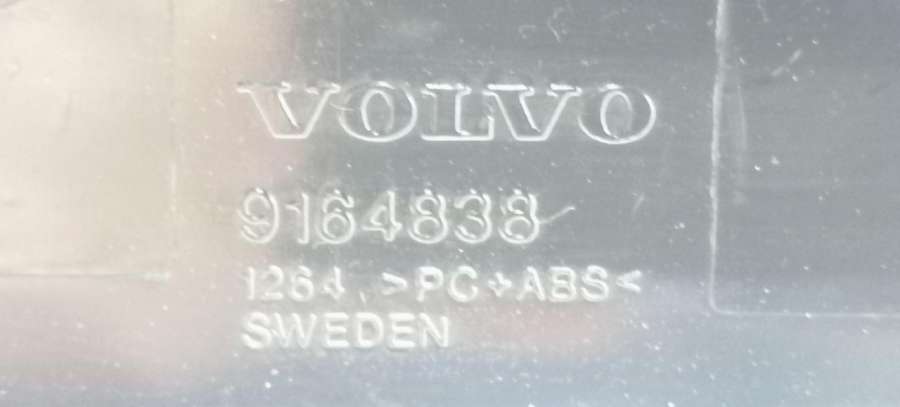 VOLVO
9164838
1264 >PC+ABS<
SWEDEN